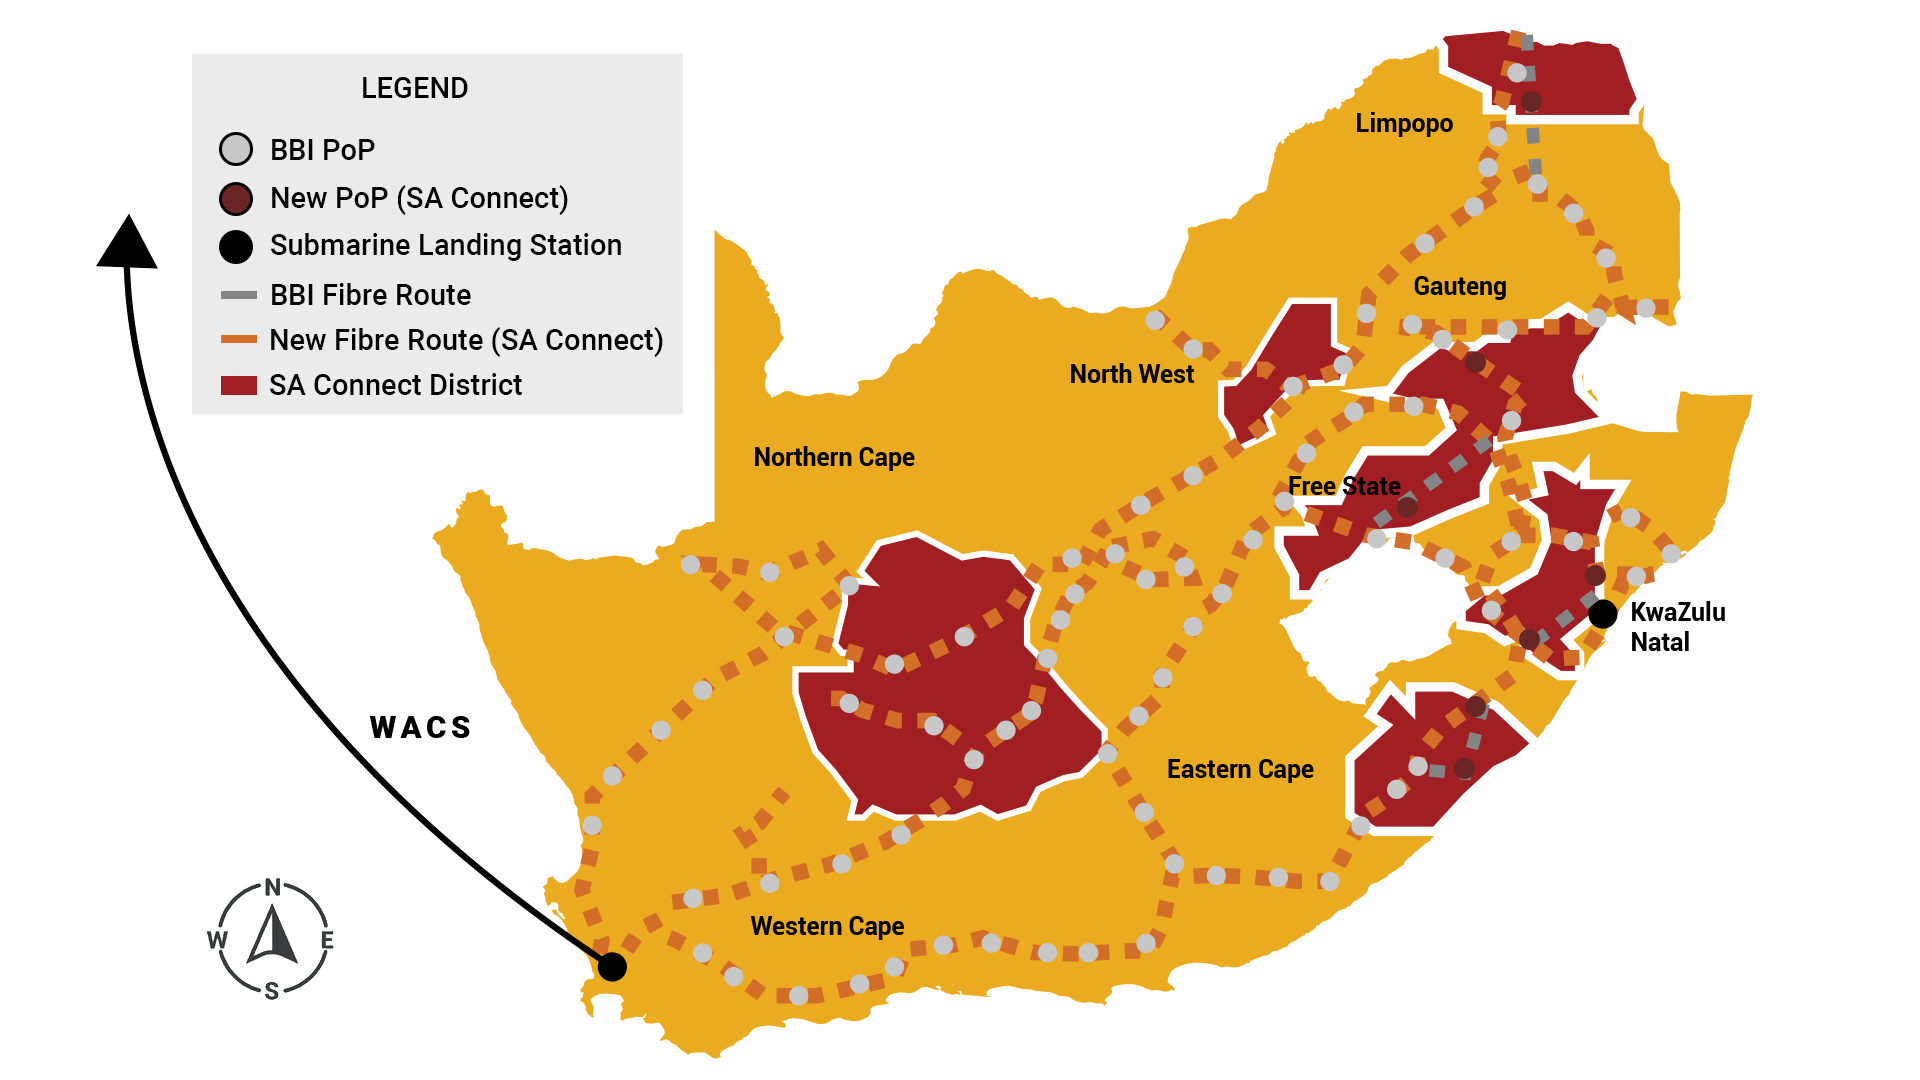 LEGEND
BBI PoP
New PoP (SA Connect)
Submarine Landing Station
BBI Fibre Route
New Fibre Route (SA Connect)
SA Connect District
Limpopo
Gauteng
North West
Northern Cape
Free State
KwaZulu
Natal
WACS
Eastern Cape
Western Cape
N
W
E
S